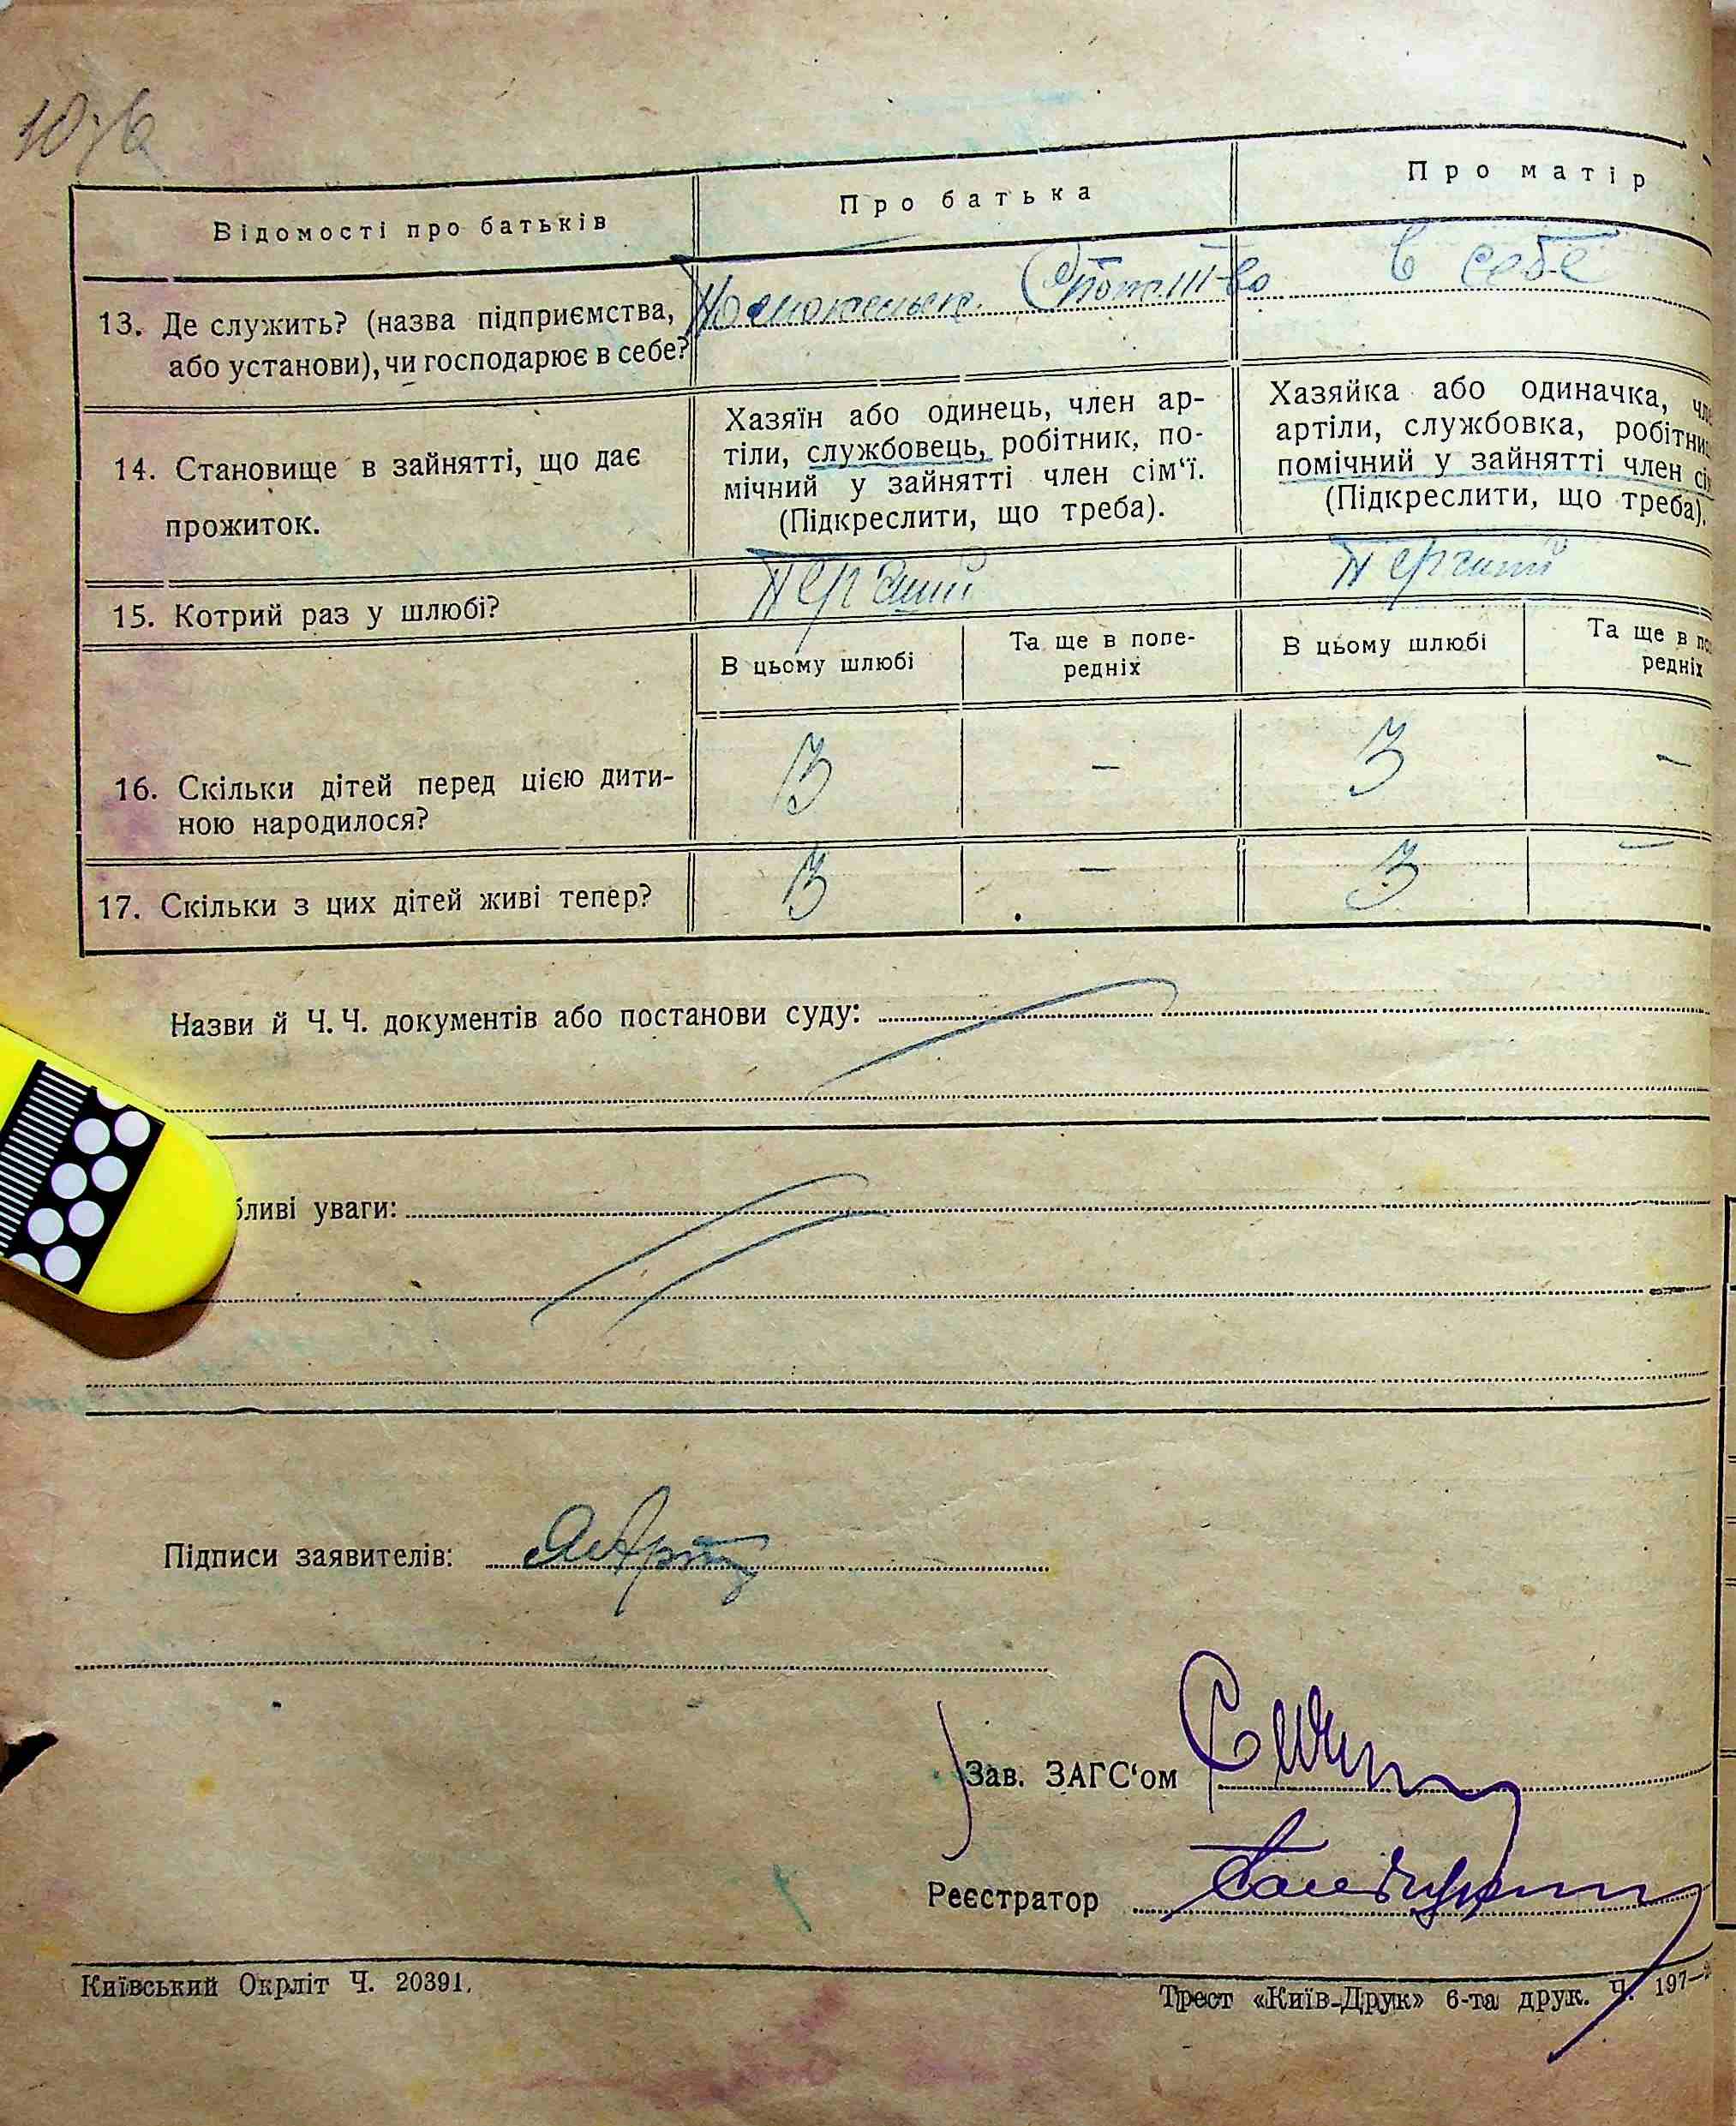 Відомості про батьків
Про батька
Про матір
13. Де служить? (назва підприємства,
або установи), чи господарює в себе?
в себе
14. Становище в зайнятті, що дає
прожиток.
Хазяїн або одинець, член ар-
тіли, службовець, робітник, по-
мічний у зайнятті член сім'ї.
(Підкреслити, що треба).
Хазяйка або одиначка,
артіли, службовка,
помічний у зайнятті член
(Підкреслити, що треба).
15. Котрий раз у шлюбі?
Перший
Перший
В цьому шлюбі
Та ще в попе-
редніх
В цьому шлюбі
Та ще в
редніх
16. Скільки дітей перед цією дити-
ною народилося?
3 – 3 –
17. Скільки з цих дітей живі тепер?
3 – 3 –
Назви й Ч. Ч. документів або постанови суду:
уваги:
Підписи заявителів:
Зав. ЗАГС'ом
Реєстратор
Київський Окрліт Ч. 20391.
Трест «Київ-Друк» 6-та друк. Ч. 197—